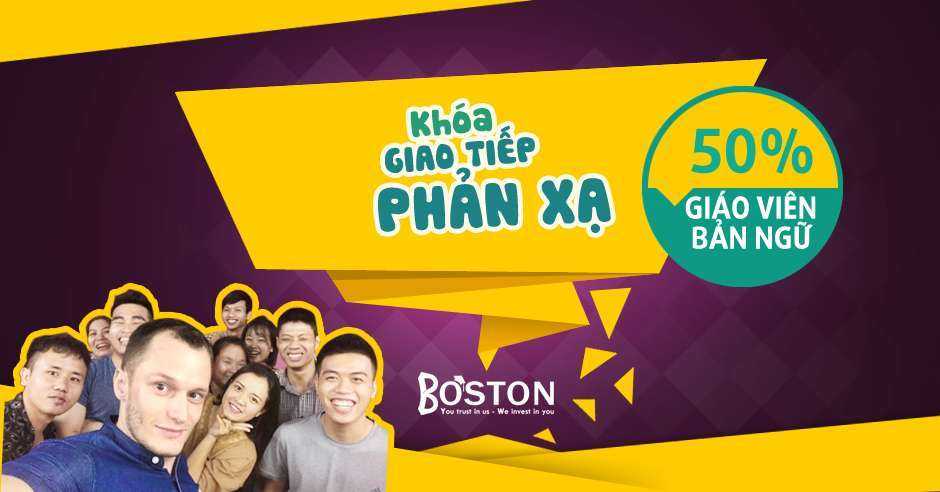 Khóa
GIAO TIẾP
PHẢN XẠ
50%
GIÁO VIÊN
BẢN NGỮ
BOSTON
You trust in us - We invest in you